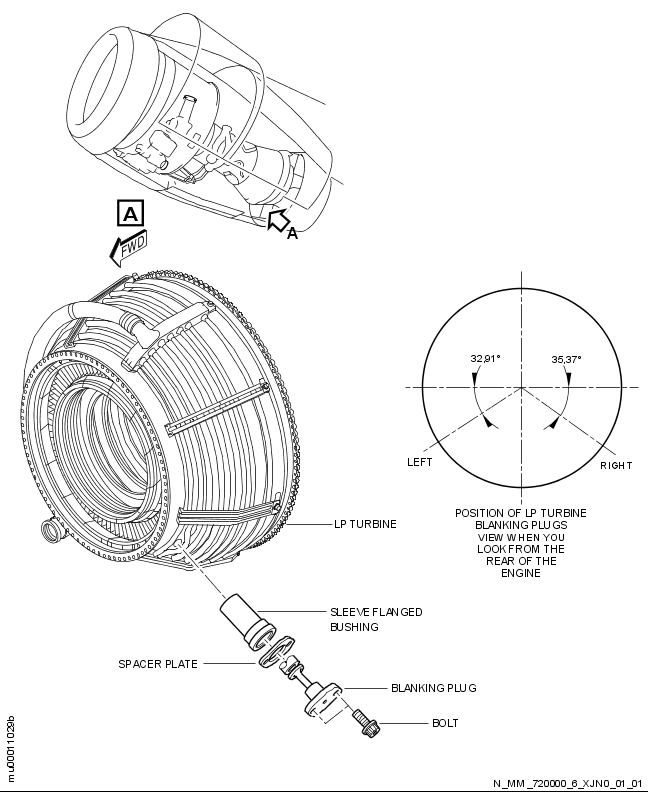 A
A
FWD
32,91°
35,37°
LEFT
RIGHT
LP TURBINE
POSITION OF LP TURBINE
BLANKING PLUGS
VIEW WHEN YOU
LOOK FROM THE
REAR OF THE
ENGINE
SLEEVE FLANGED
BUSHING
SPACER PLATE
BLANKING PLUG
BOLT
mu00011029b
N_MM_720000_6_XJN0_01_01